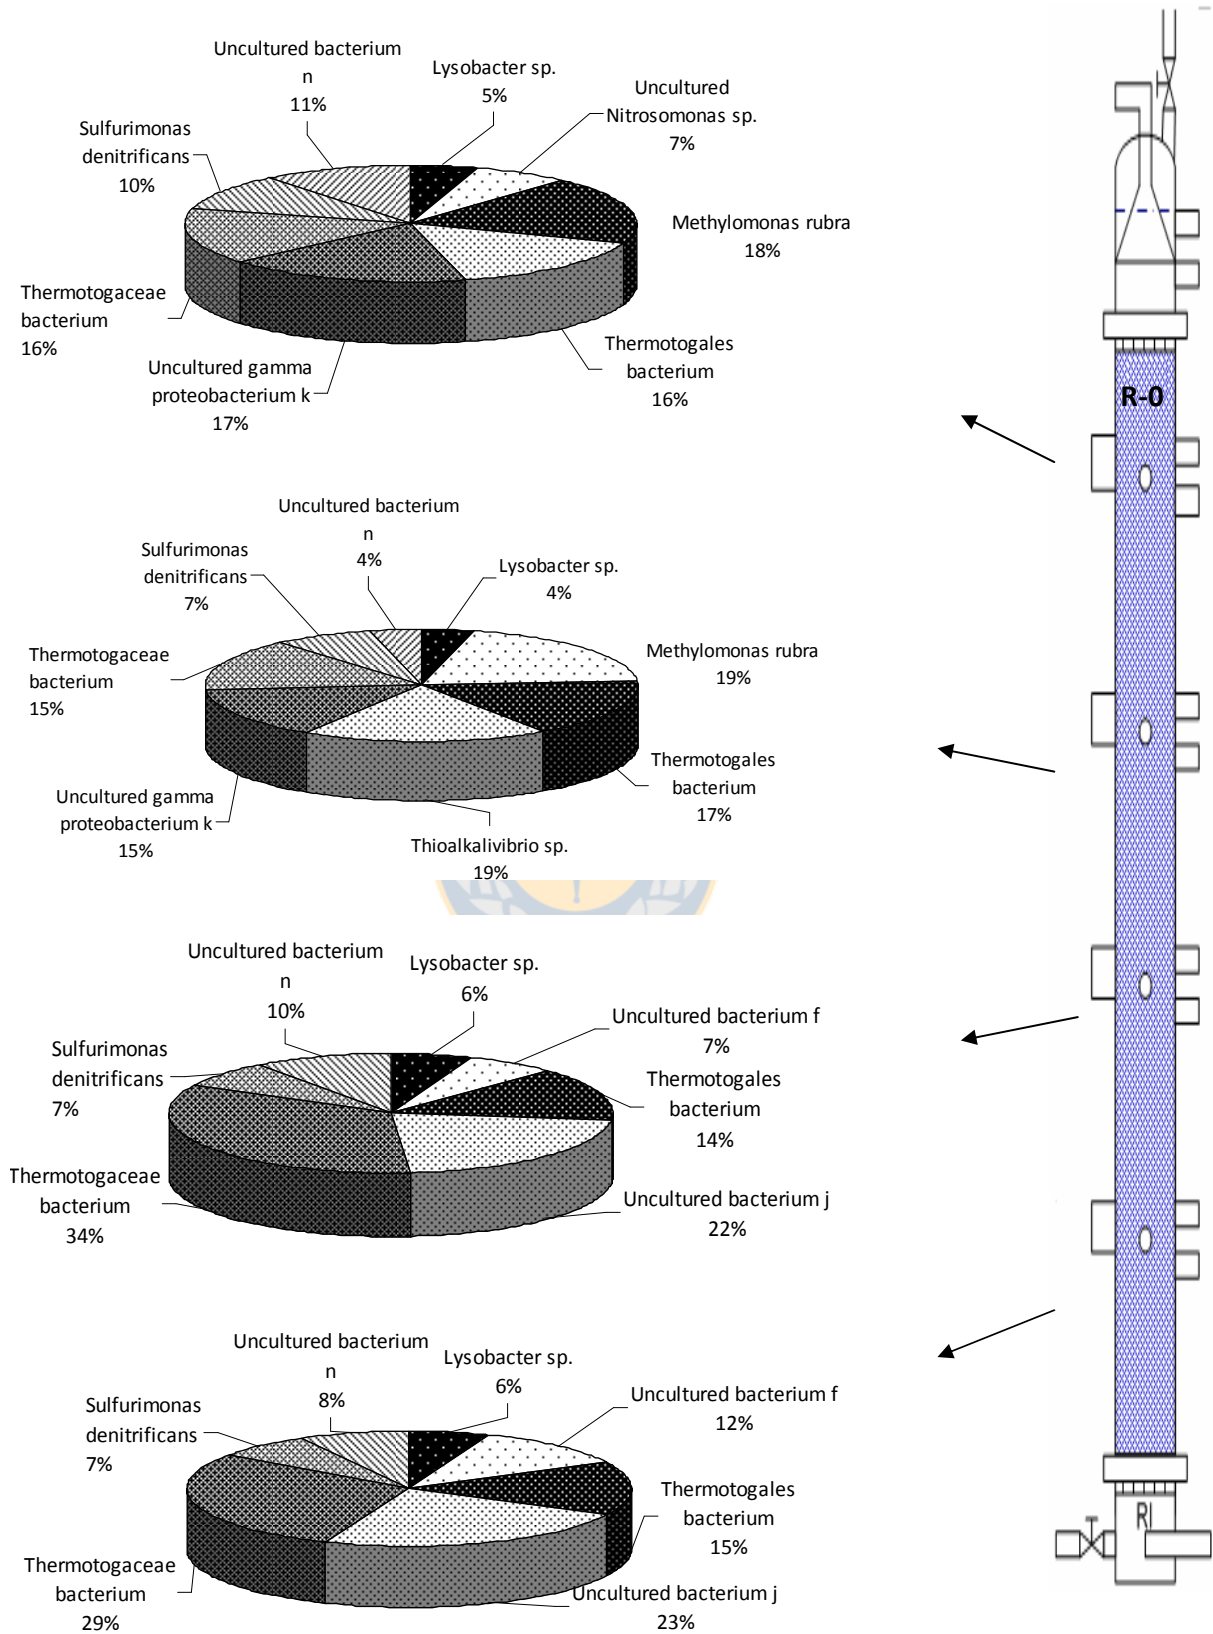 Uncultured bacterium
n
11%
Lysobacter sp.
5%
Uncultured
Nitrosomonas sp.
7%
Sulfurimonas
denitrificans
10%
Methylomonas rubra
18%
Thermotogaceae
bacterium
16%
Thermotogales
bacterium
16%
Uncultured gamma
proteobacterium k
17%
R-0
Uncultured bacterium
n
4%
Lysobacter sp.
4%
Sulfurimonas
denitrificans
7%
Methylomonas rubra
19%
Thermotogaceae
bacterium
15%
Thermotogales
bacterium
17%
Uncultured gamma
proteobacterium k
15%
Thioalkalivibrio sp.
19%
Uncultured bacterium
n
10%
Lysobacter sp.
6%
Uncultured bacterium f
7%
Sulfurimonas
denitrificans
7%
Thermotogales
bacterium
14%
Thermotogaceae
bacterium
34%
Uncultured bacterium j
22%
Uncultured bacterium
n
8%
Lysobacter sp.
6%
Uncultured bacterium f
12%
Sulfurimonas
denitrificans
7%
Thermotogales
bacterium
15%
Thermotogaceae
bacterium
29%
Uncultured bacterium j
23%
RI